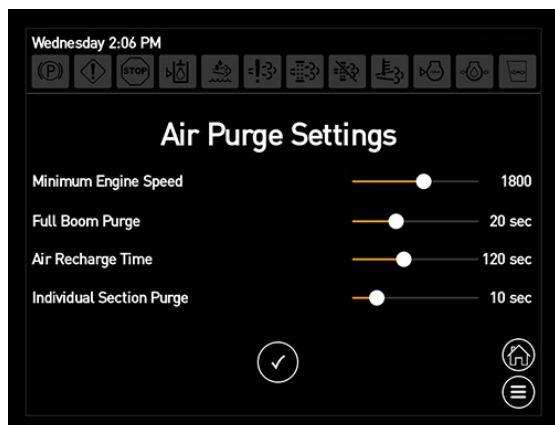 Wednesday 2:06 PM
(P) ! STOP
Air Purge Settings
Minimum Engine Speed 1800
Full Boom Purge 20 sec
Air Recharge Time 120 sec
Individual Section Purge 10 sec